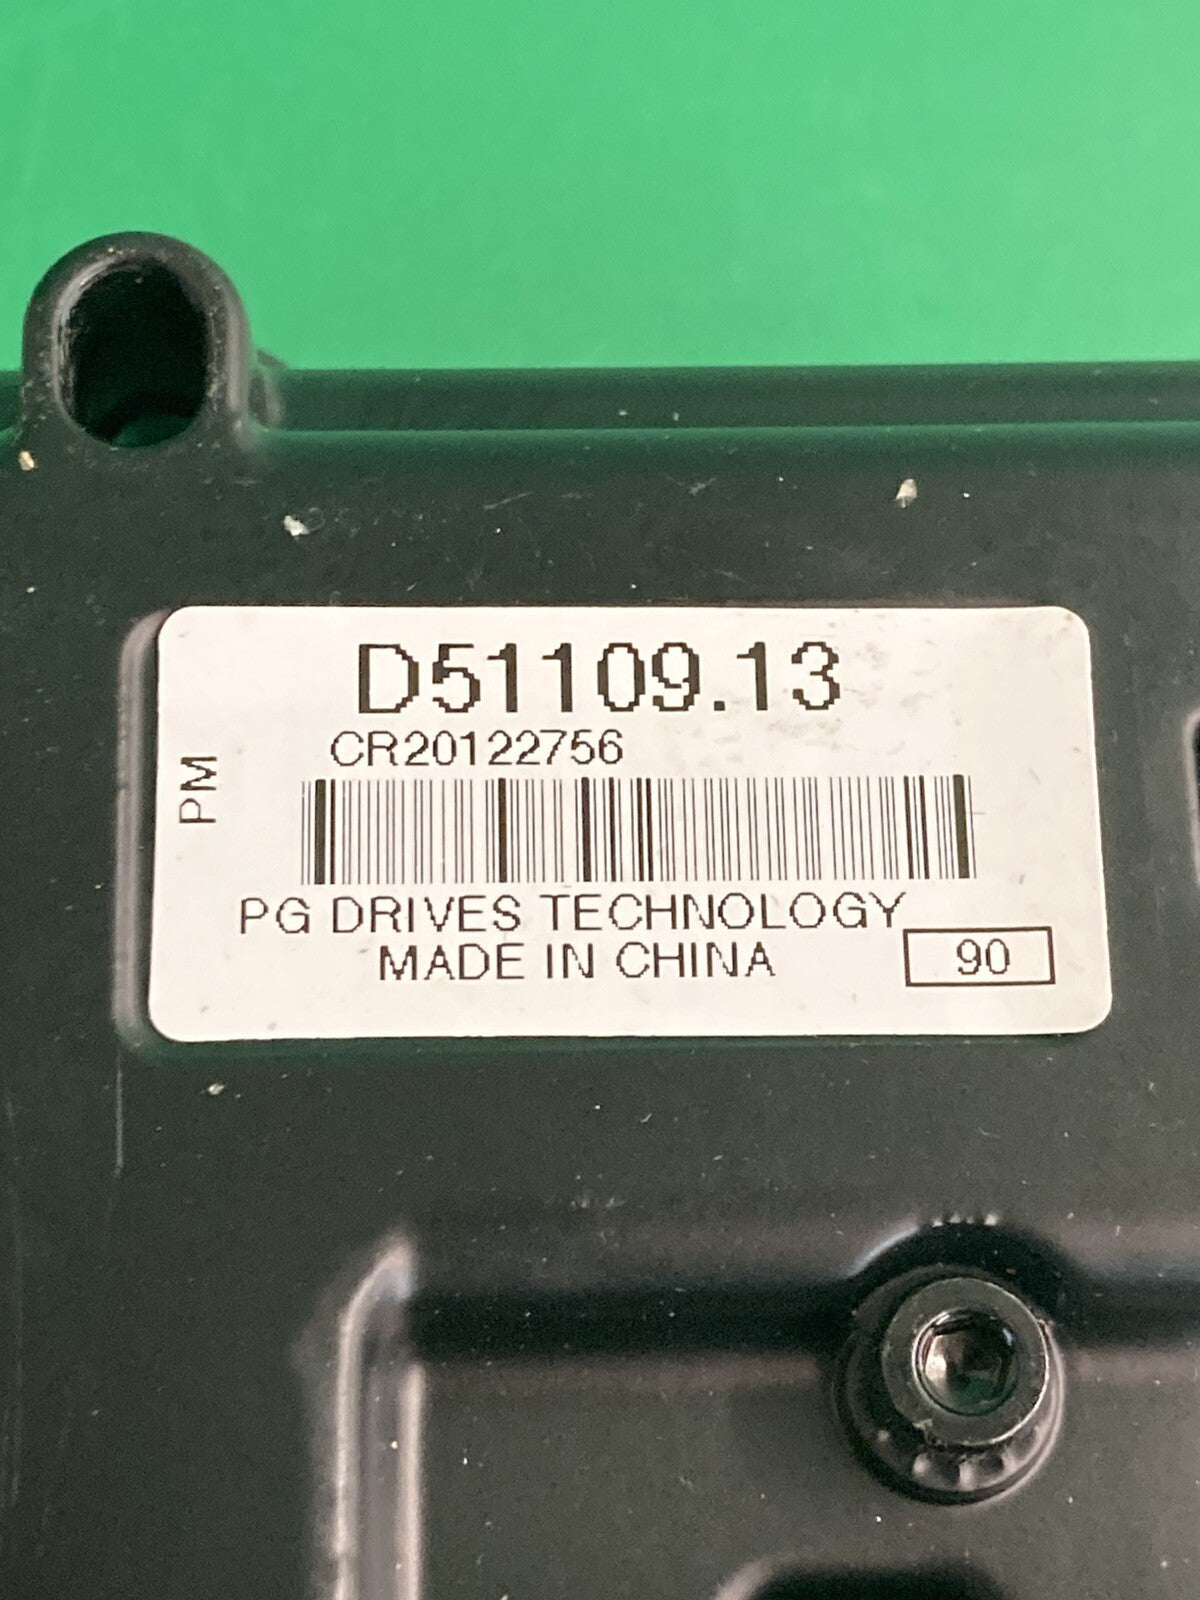 D51109.13
CR20122756
PM
PG DRIVES TECHNOLOGY
MADE IN CHINA
90